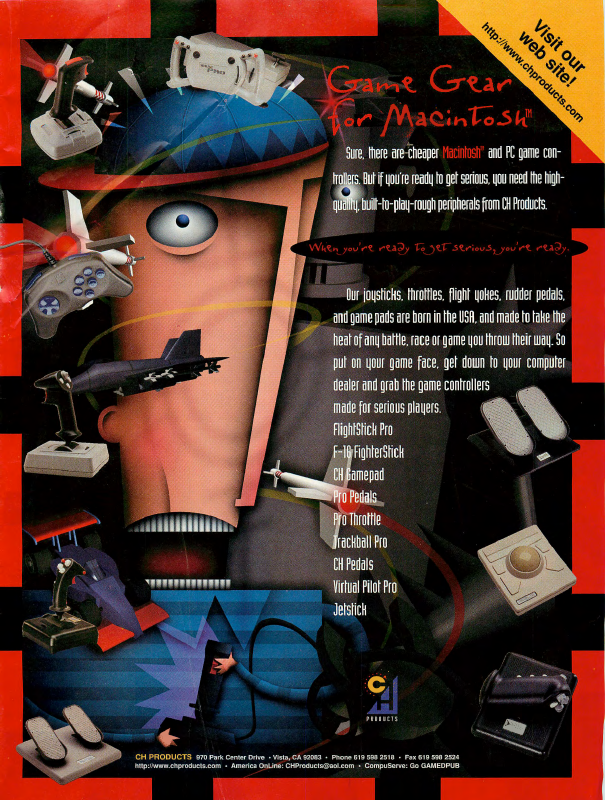 Visit our
web site!
http://www.chproducts.com
Game Gear
for Macintosh™
Sure, there are cheaper Macintosh™ and PC game con-
trollers. But if you're ready to get serious, you need the high-
quality, built-to-play-rough peripherals from CH Products.
When you're ready to get serious, you're ready.
Our joysticks, throttles, flight yokes, rudder pedals,
and game pads are born in the USA, and made to take the
heat of any battle, race or game you throw their way. So
put on your game face, get down to your computer
dealer and grab the game controllers
made for serious players.
FlightStick Pro
F-16 FighterStick
CH Gamepad
Pro Pedals
Pro Throttle
Trackball Pro
CH Pedals
Virtual Pilot Pro
Jetstick
CH
PRODUCTS
CH PRODUCTS 970 Park Center Drive • Vista, CA 92083 • Phone 619 598 2518 • Fax 619 598 2524
http://www.chproducts.com • America OnLine: CHProducts@aol.com • CompuServe: Go GAMEDPUB